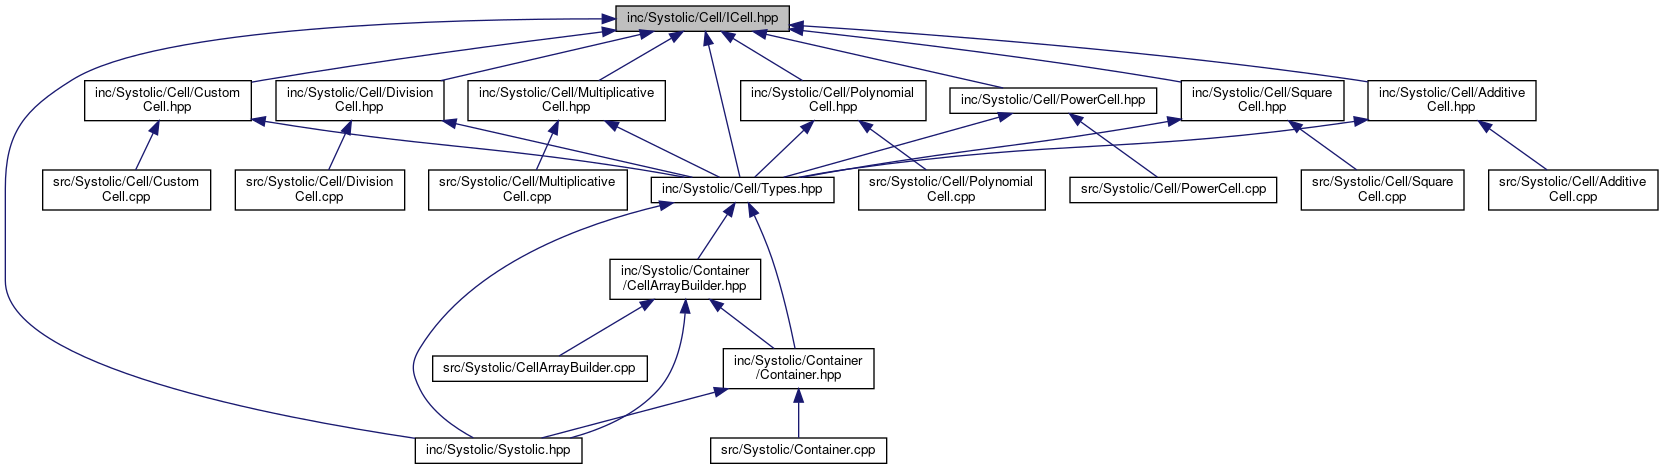 inc/Systolic/Cell/ICell.hpp
inc/Systolic/Cell/Custom
Cell.hpp
inc/Systolic/Cell/Division
Cell.hpp
inc/Systolic/Cell/Multiplicative
Cell.hpp
inc/Systolic/Cell/Polynomial
Cell.hpp
inc/Systolic/Cell/PowerCell.hpp
inc/Systolic/Cell/Square
Cell.hpp
inc/Systolic/Cell/Additive
Cell.hpp
src/Systolic/Cell/Custom
Cell.cpp
src/Systolic/Cell/Division
Cell.cpp
src/Systolic/Cell/Multiplicative
Cell.cpp
inc/Systolic/Cell/Types.hpp
src/Systolic/Cell/Polynomial
Cell.cpp
src/Systolic/Cell/PowerCell.cpp
src/Systolic/Cell/Square
Cell.cpp
src/Systolic/Cell/Additive
Cell.cpp
inc/Systolic/Container
/CellArrayBuilder.hpp
src/Systolic/CellArrayBuilder.cpp
inc/Systolic/Container
/Container.hpp
inc/Systolic/Systolic.hpp
src/Systolic/Container.cpp